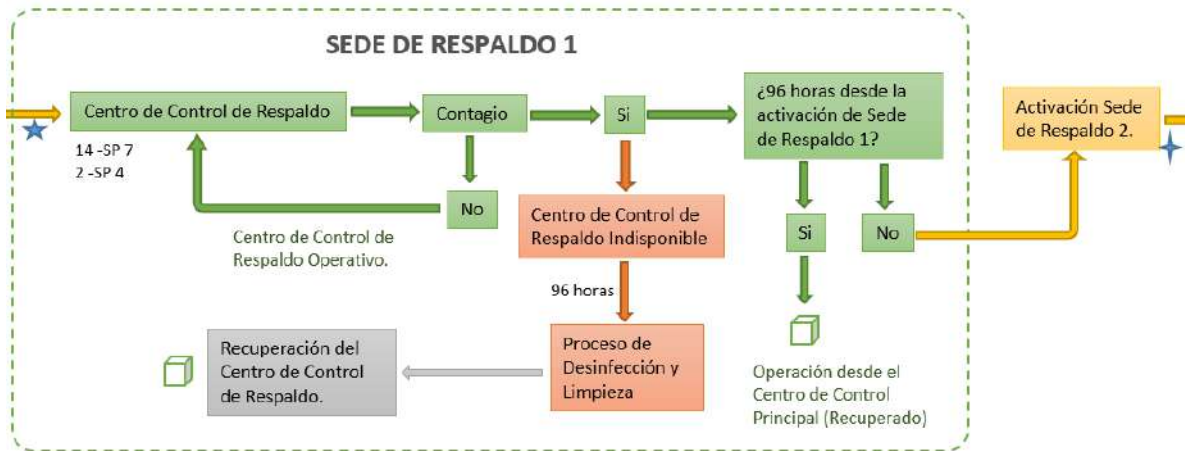 SEDE DE RESPALDO 1
Centro de Control de Respaldo
14 -SP 7
2 -SP 4
Contagio
Si
¿96 horas desde la
activación de Sede
de Respaldo 1?
Activación Sede
de Respaldo 2.
No
Centro de Control de
Respaldo Operativo.
Centro de Control de
Respaldo Indisponible
Si
No
96 horas
Recuperación del
Centro de Control
de Respaldo.
Proceso de
Desinfección y
Limpieza
Operación desde el
Centro de Control
Principal (Recuperado)